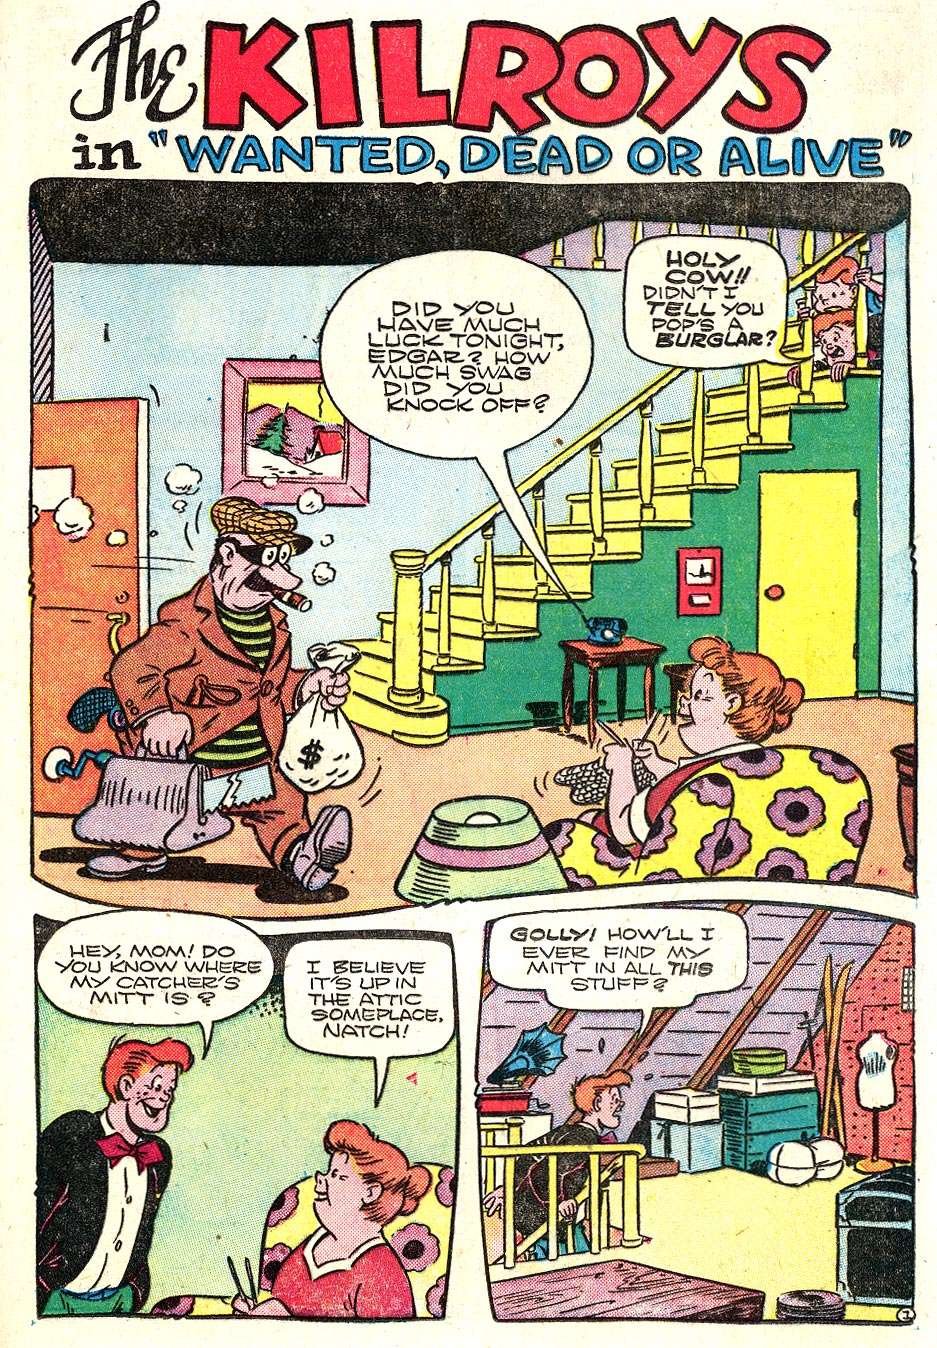 The KILROYS
in "WANTED, DEAD OR ALIVE"
DID YOU
HAVE MUCH
LUCK TONIGHT,
EDGAR? HOW
MUCH SWAG
DID YOU
KNOCK OFF?
HOLY
COW!!
DIDN'T I
TELL YOU
POP'S A
BURGLAR?
$
HEY, MOM! DO
YOU KNOW WHERE
MY CATCHER'S
MITT IS?
I BELIEVE
IT'S UP IN
THE ATTIC
SOMEPLACE,
NATCH!
GOLLY! HOW'LL I
EVER FIND MY
MITT IN ALL THIS
STUFF?
1